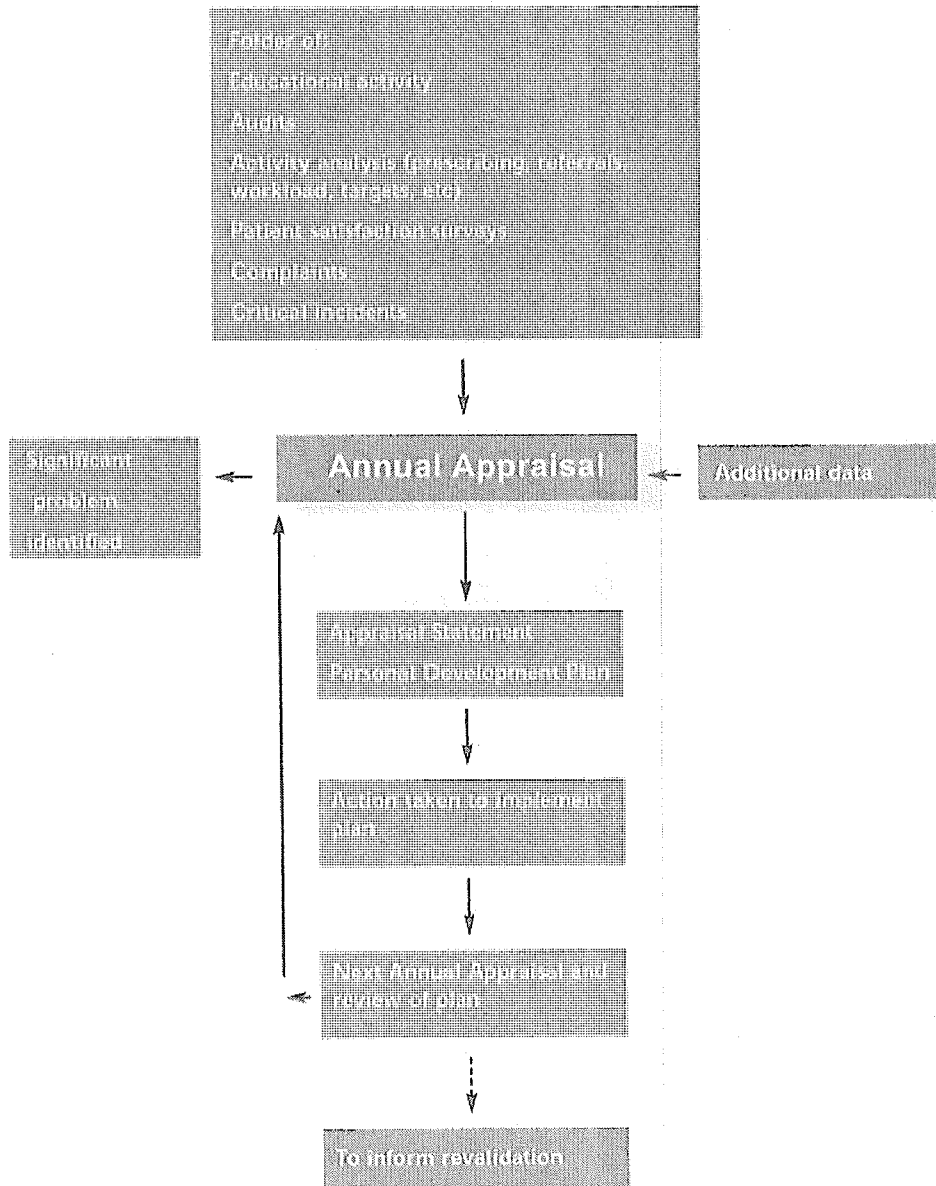 Folder of:
Educational activity
Audits
Activity analysis (prescribing, referrals,
workload, targets, etc)
Patient satisfaction surveys
Complaints
Critical incidents
Significant
problem
identified
Annual Appraisal
Additional data
Appraisal Statement
Personal Development Plan
Action taken to implement
plan
Next Annual Appraisal and
review of plan
To inform revalidation